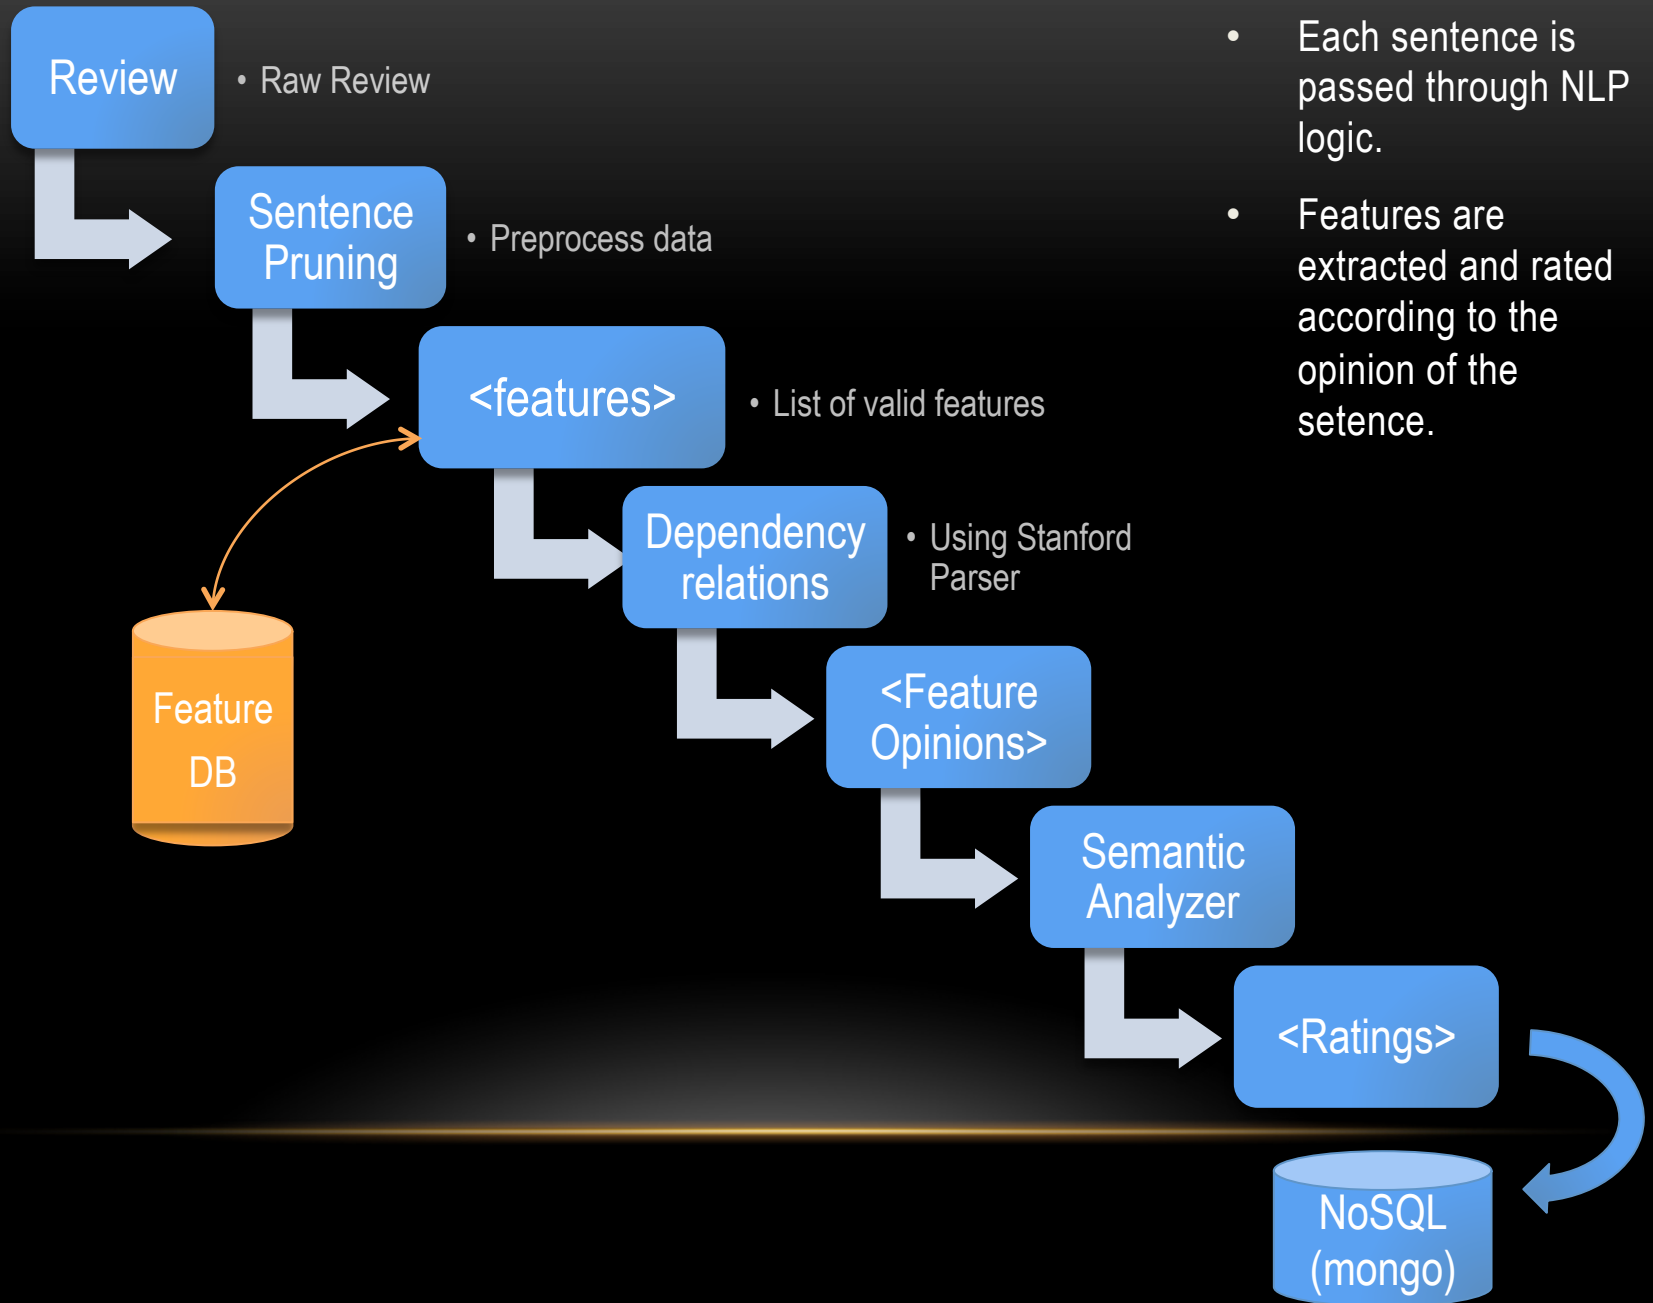 Review
• Raw Review
Sentence
Pruning
• Preprocess data
<features>
• List of valid features
Dependency
relations
• Using Stanford
Parser
<Feature
Opinions>
Semantic
Analyzer
<Ratings>
NoSQL
(mongo)
Feature
DB
• Each sentence is
passed through NLP
logic.
• Features are
extracted and rated
according to the
opinion of the
setence.